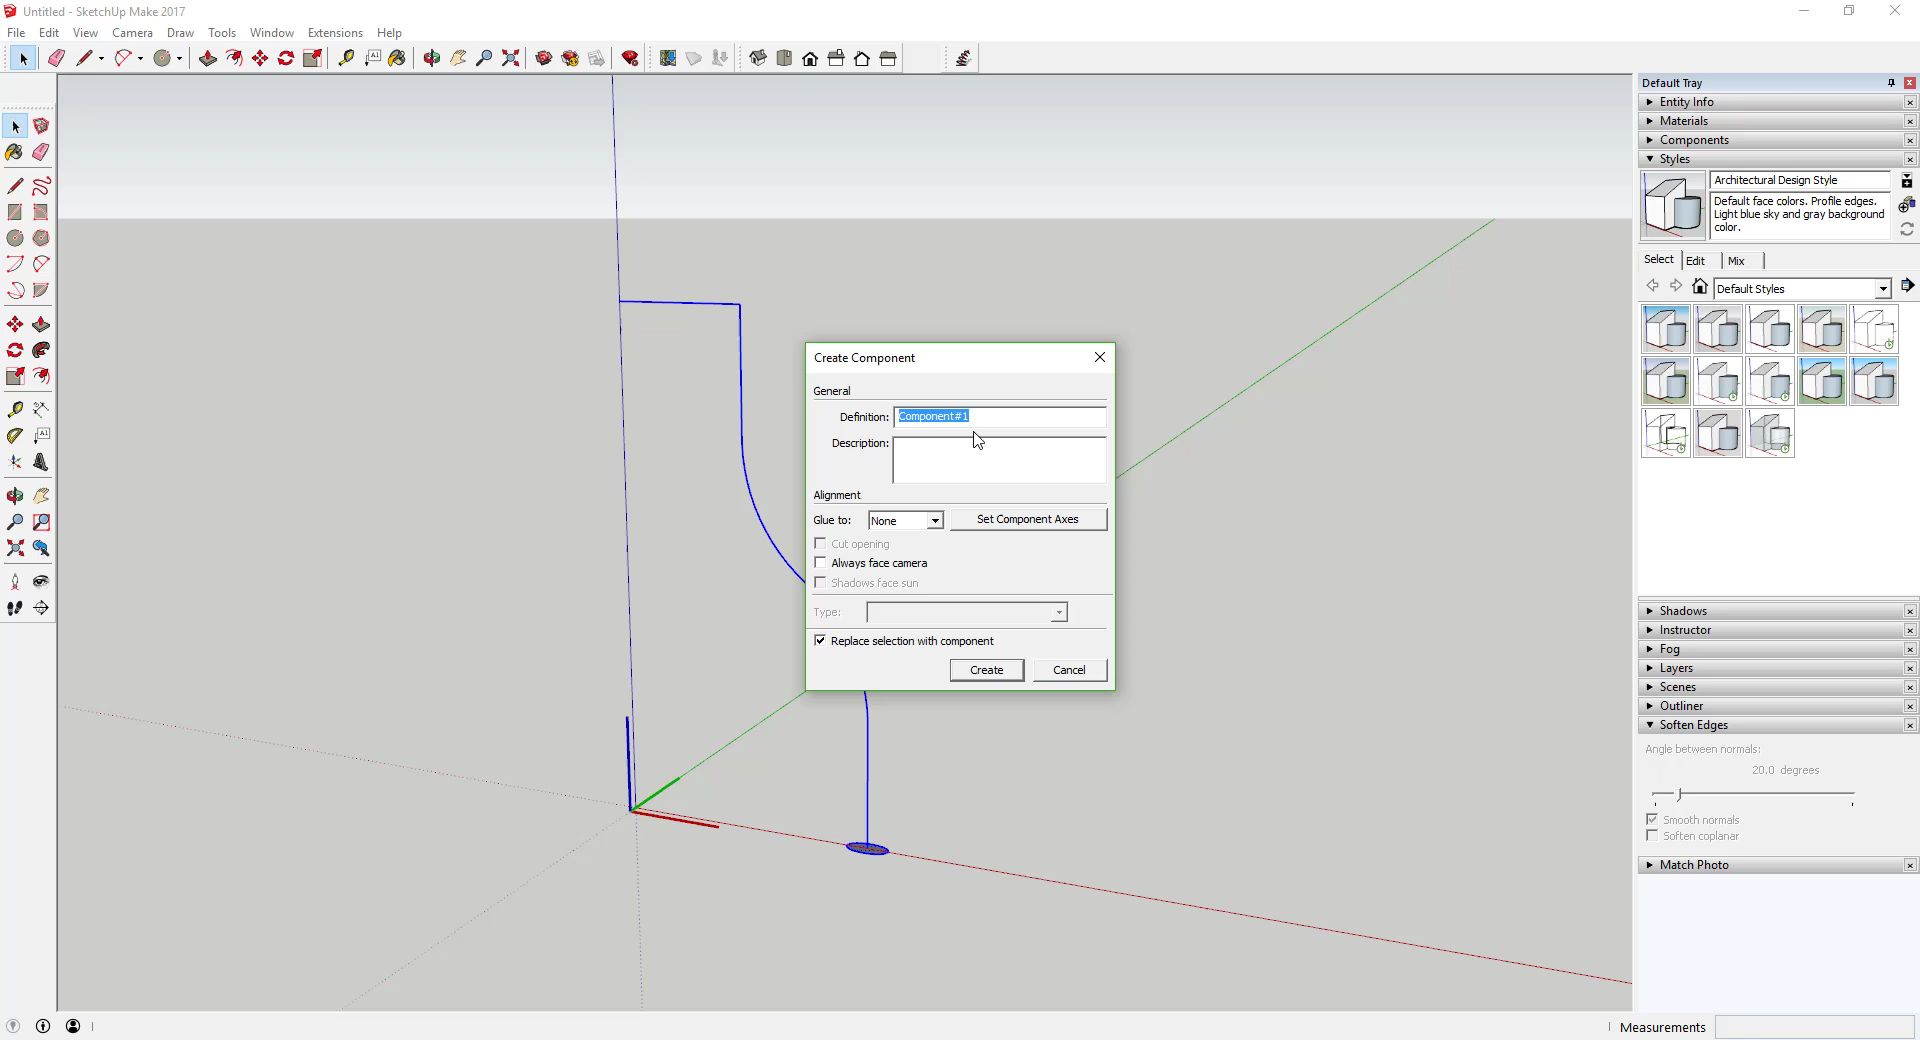 Untitled - SketchUp Make 2017
File Edit View Camera Draw Tools Window Extensions Help
A1
Default Tray
Entity Info
Materials
Components
Styles
Architectural Design Style
Default face colors. Profile edges.
Light blue sky and gray background
color.
Select Edit Mix
Default Styles
A1
Create Component
General
Definition: Component#1
Description:
Alignment
Glue to: None Set Component Axes
Cut opening
Always face camera
Shadows face sun
Type:
Replace selection with component
Create Cancel
Shadows
Instructor
Fog
Layers
Scenes
Outliner
Soften Edges
Angle between normals:
20.0 degrees
Smooth normals
Soften coplanar
Match Photo
Measurements